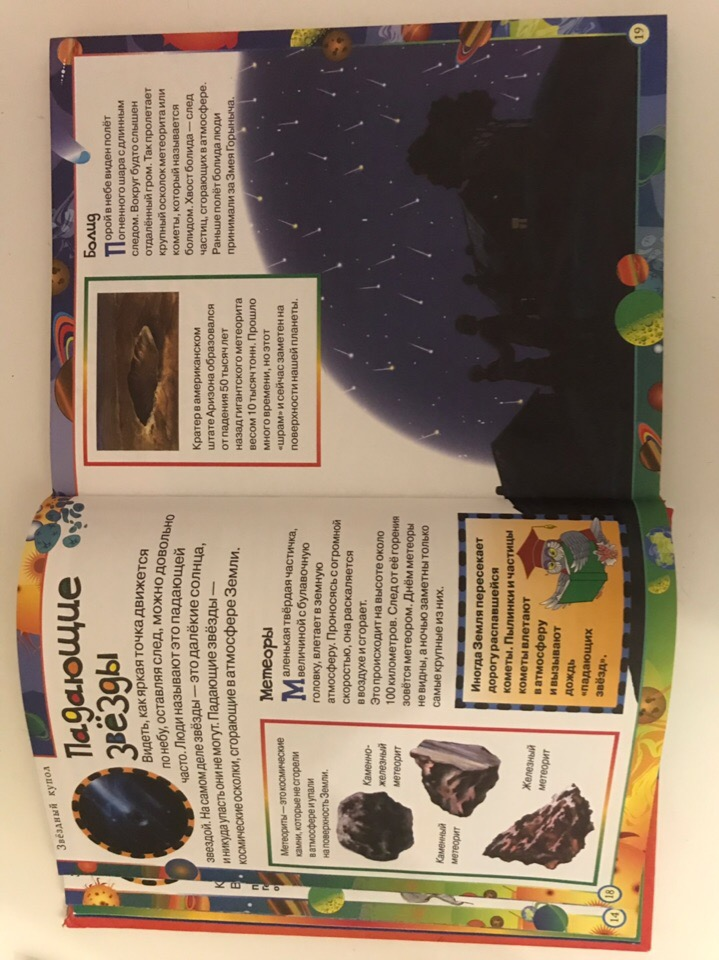 Звёздный купол
Падающие
звёзды
Видеть, как яркая точка движется
по небу, оставляя след, можно довольно
часто. Люди называют это падающей
звездой. На самом деле звёзды — это далёкие солнца,
и никуда упасть они не могут. Падающие звёзды —
космические осколки, сгорающие в атмосфере Земли.
Метеориты — это космические
камни, которые не сгорели
в атмосфере и упали
на поверхность Земли.
Каменно-
железный
метеорит
Каменный
метеорит
Железный
метеорит
Метеоры
Маленькая твёрдая частичка,
величиной с булавочную
головку, влетает в земную
атмосферу. Проносясь с огромной
скоростью, она раскаляется
в воздухе и сгорает.
Это происходит на высоте около
100 километров. След от её горения
зовётся метеором. Днём метеоры
не видны, а ночью заметны только
самые крупные из них.
Иногда Земля пересекает
дорогу распавшейся
кометы. Пылинки и частицы
кометы влетают
в атмосферу
и вызывают
дождь
«падающих
звёзд».
14
18
Кратер в американском
штате Аризона образовался
от падения 50 тысяч лет
назад гигантского метеорита
весом 10 тысяч тонн. Прошло
много времени, но этот
«шрам» и сейчас заметен на
поверхности нашей планеты.
Болид
Порой в небе виден полёт
огненного шара с длинным
следом. Вокруг будто слышен
отдалённый гром. Так пролетает
крупный осколок метеорита или
кометы, который называется
болидом. Хвост болида — след
частиц, сгорающих в атмосфере.
Раньше полёт болида люди
принимали за Змея Горыныча.
19